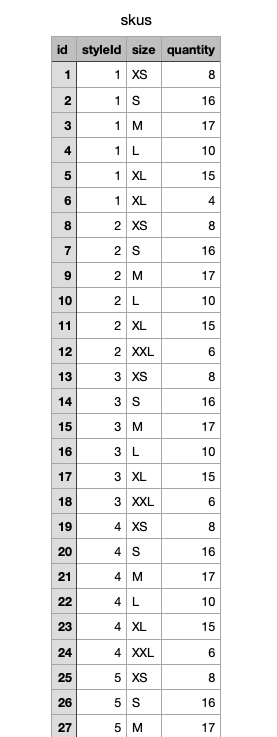 skus
id styleId size quantity
1 1 XS 8
2 1 S 16
3 1 M 17
4 1 L 10
5 1 XL 15
6 1 XL 4
8 2 XS 8
7 2 S 16
9 2 M 17
10 2 L 10
11 2 XL 15
12 2 XXL 6
13 3 XS 8
14 3 S 16
15 3 M 17
16 3 L 10
17 3 XL 15
18 3 XXL 6
19 4 XS 8
20 4 S 16
21 4 M 17
22 4 L 10
23 4 XL 15
24 4 XXL 6
25 5 XS 8
26 5 S 16
27 5 M 17